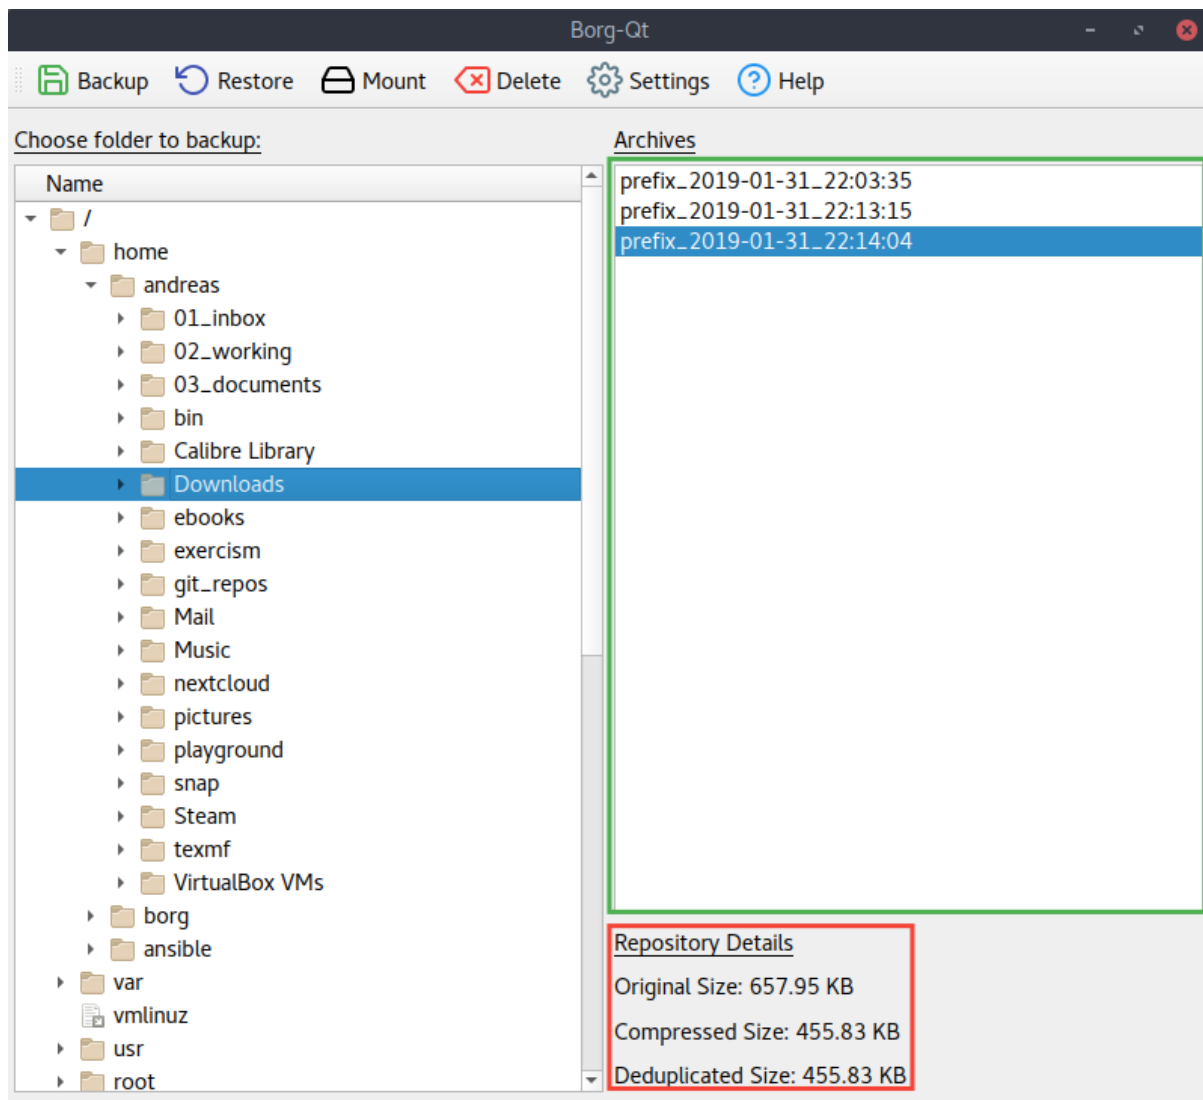 Borg-Qt
Backup Restore Mount Delete Settings Help
Choose folder to backup:
Name
/
home
andreas
01_inbox
02_working
03_documents
bin
Calibre Library
Downloads
ebooks
exercism
git_repos
Mail
Music
nextcloud
pictures
playground
snap
Steam
texmf
VirtualBox VMs
borg
ansible
var
vmlinuz
usr
root
Archives
prefix_2019-01-31_22:03:35
prefix_2019-01-31_22:13:15
prefix_2019-01-31_22:14:04
Repository Details
Original Size: 657.95 KB
Compressed Size: 455.83 KB
Deduplicated Size: 455.83 KB